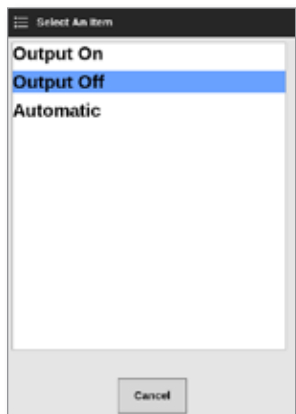 Select An Item
Output On
Output Off
Automatic
Cancel